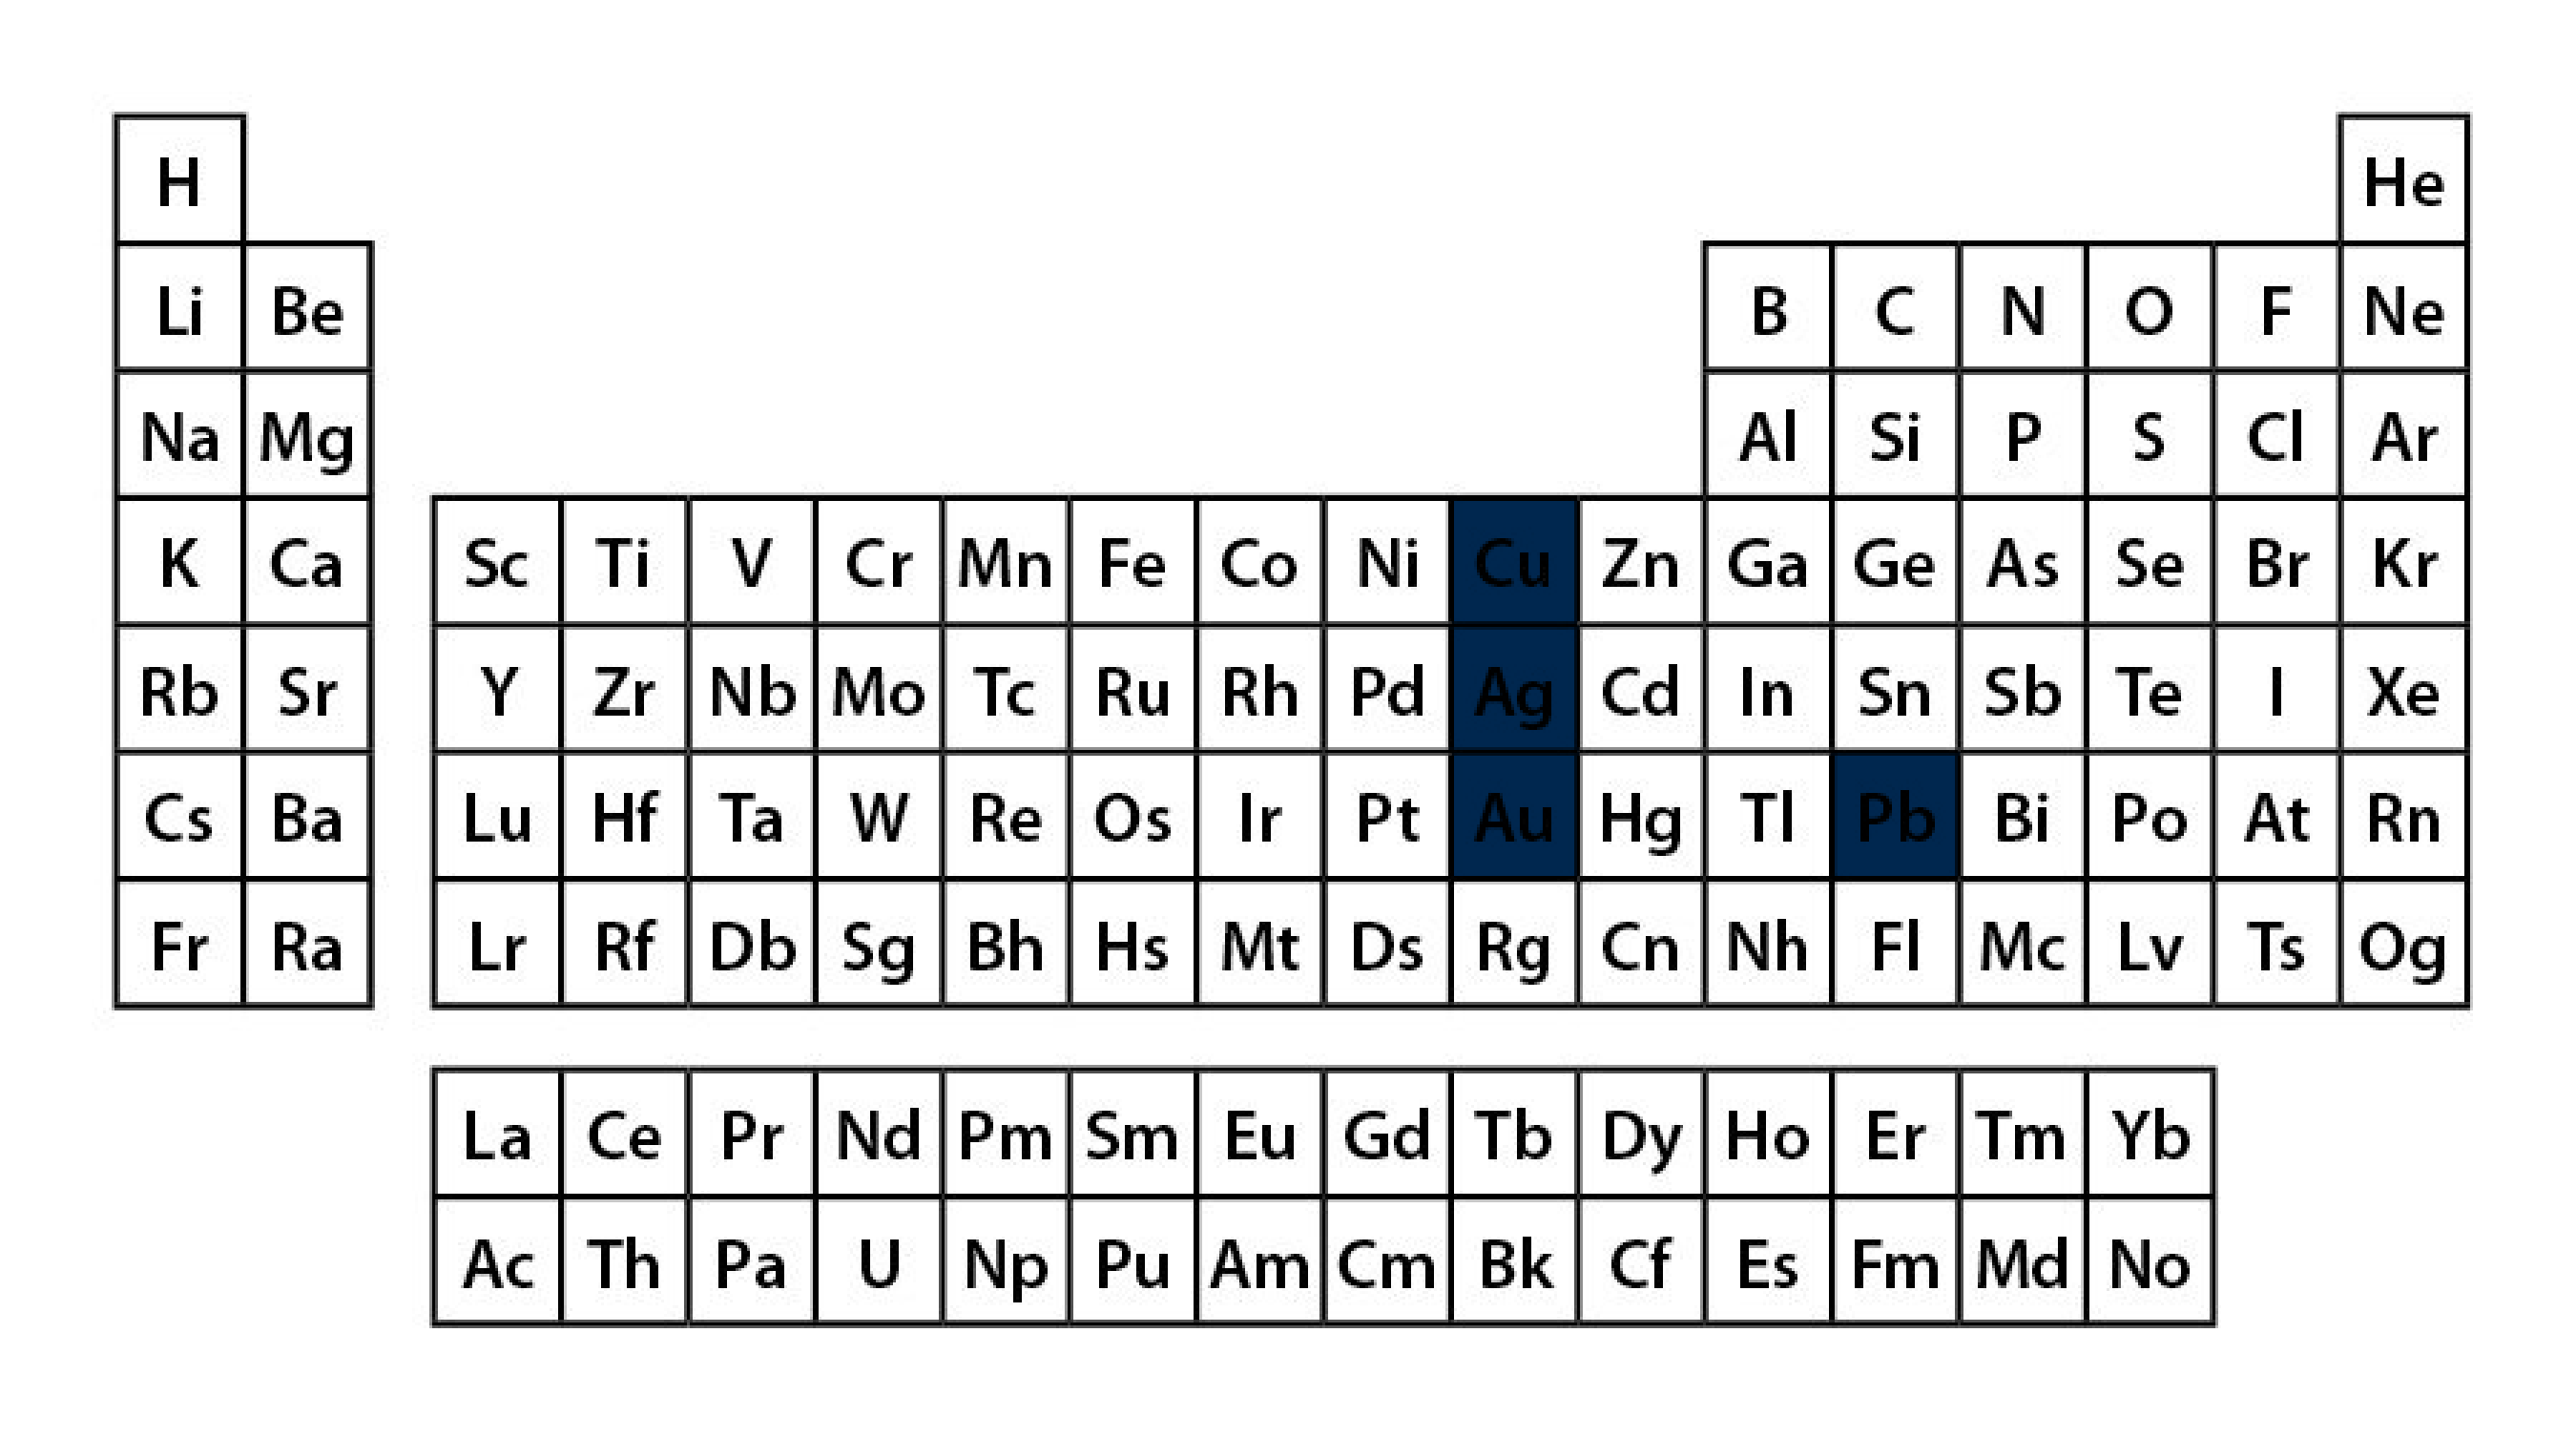 H He
Li Be B C N O F Ne
Na Mg Al Si P S Cl Ar
K Ca Sc Ti V Cr Mn Fe Co Ni Cu Zn Ga Ge As Se Br Kr
Rb Sr Y Zr Nb Mo Tc Ru Rh Pd Ag Cd In Sn Sb Te I Xe
Cs Ba Lu Hf Ta W Re Os Ir Pt Au Hg Tl Pb Bi Po At Rn
Fr Ra Lr Rf Db Sg Bh Hs Mt Ds Rg Cn Nh Fl Mc Lv Ts Og
La Ce Pr Nd Pm Sm Eu Gd Tb Dy Ho Er Tm Yb
Ac Th Pa U Np Pu Am Cm Bk Cf Es Fm Md No